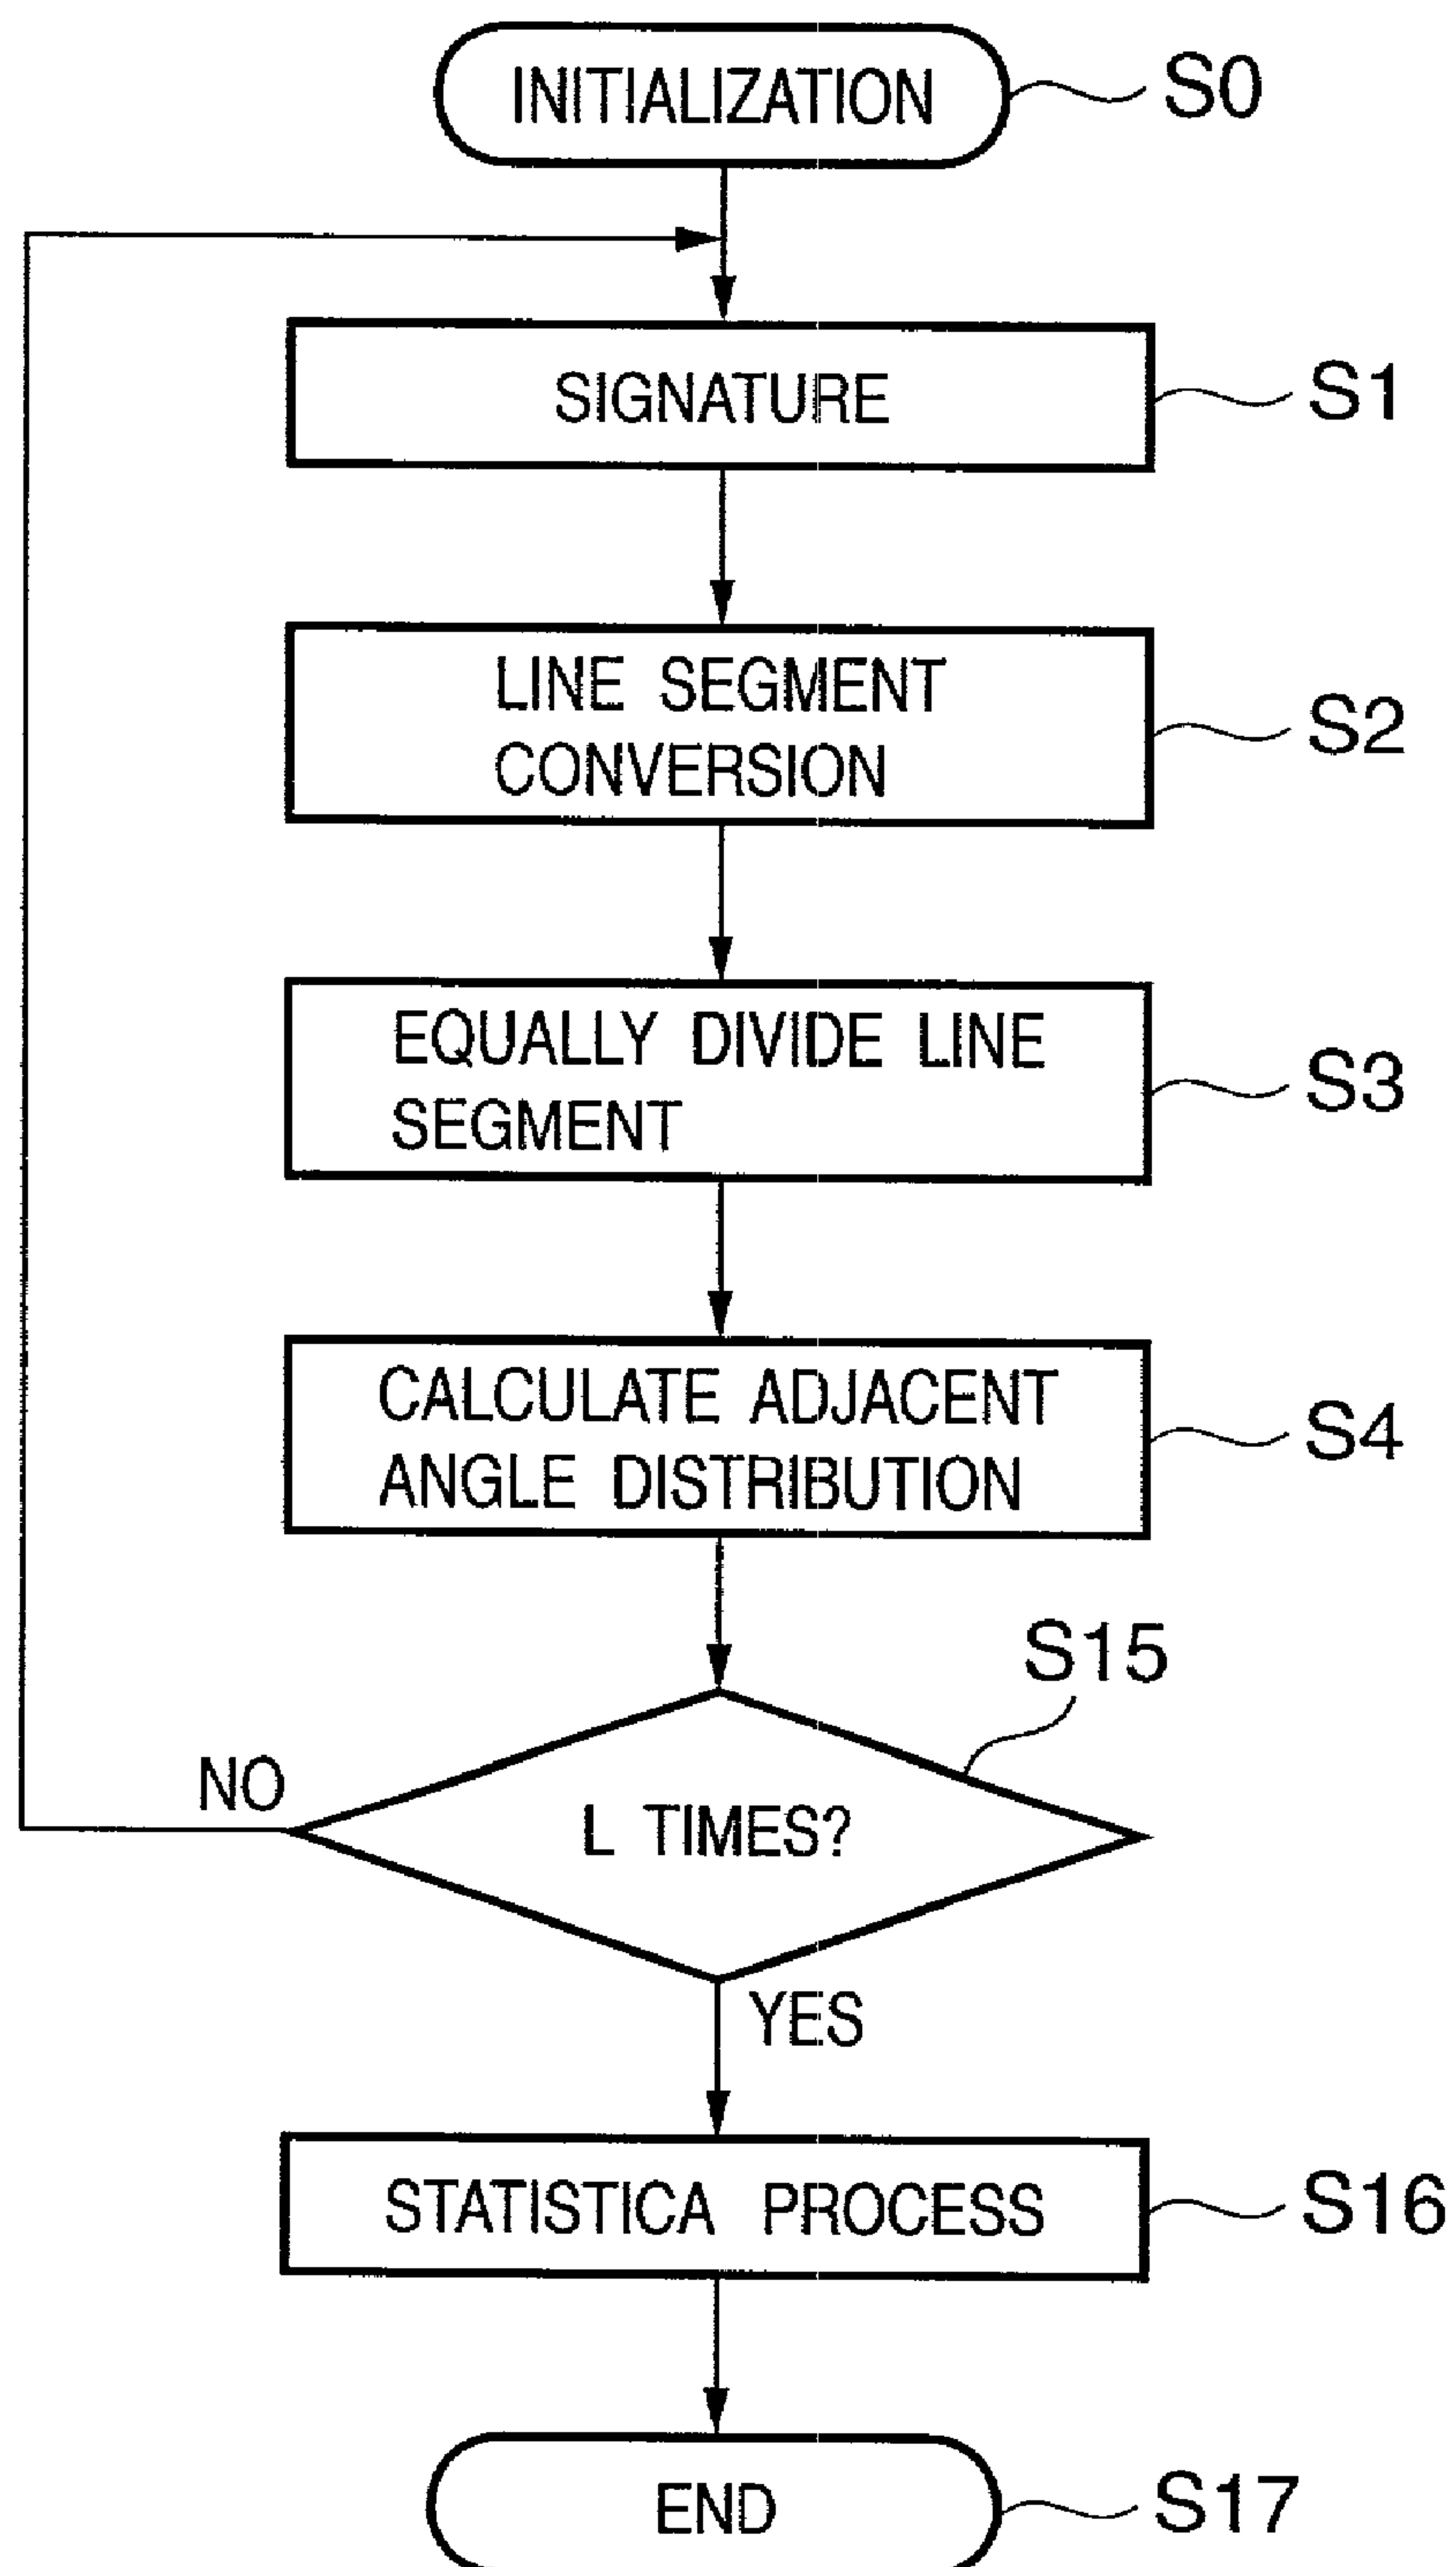 INITIALIZATION
S0
SIGNATURE
S1
LINE SEGMENT
CONVERSION
S2
EQUALLY DIVIDE LINE
SEGMENT
S3
CALCULATE ADJACENT
ANGLE DISTRIBUTION
S4
S15
NO
L TIMES?
YES
STATISTICA PROCESS
S16
END
S17